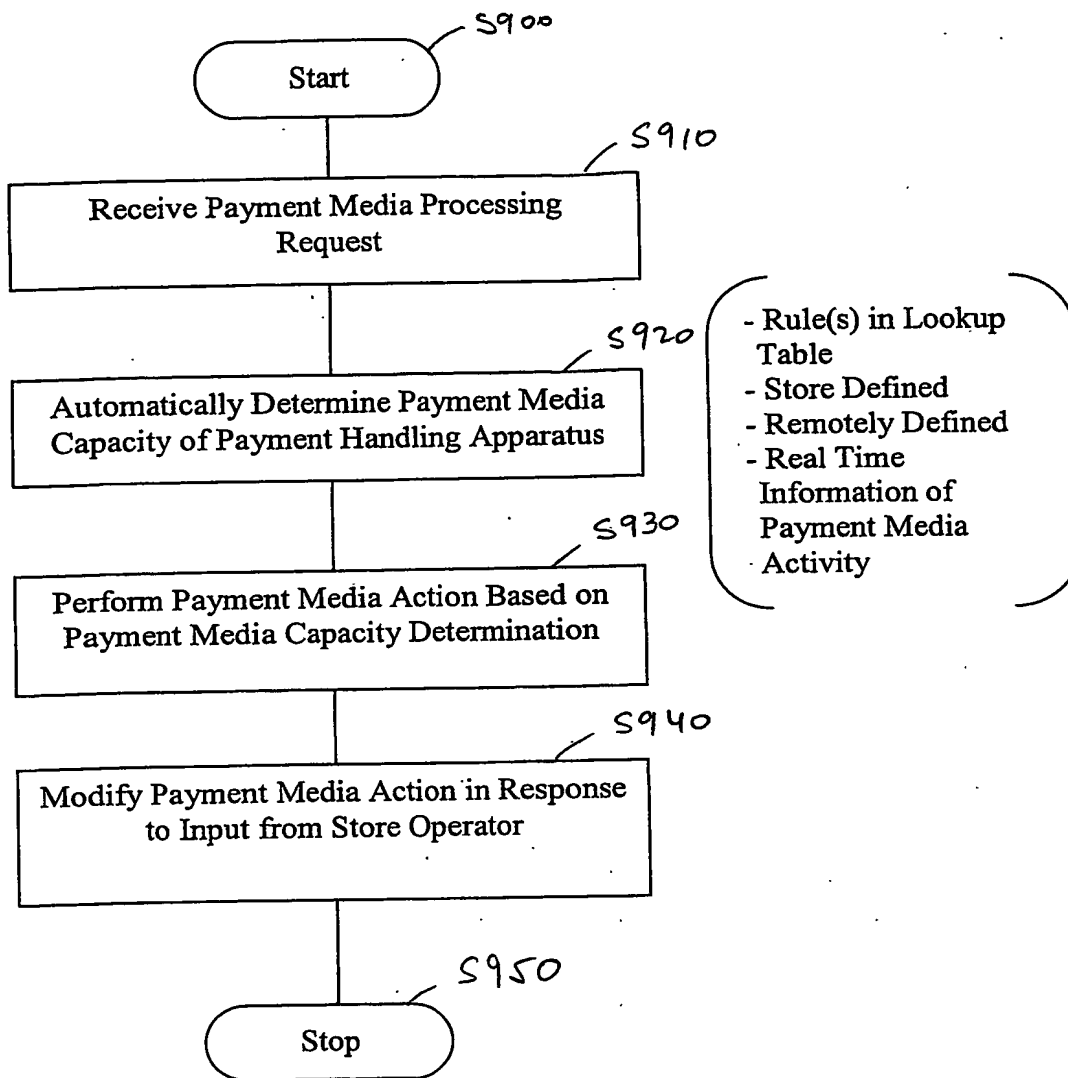 S900
Start
S910
Receive Payment Media Processing
Request
S920
Automatically Determine Payment Media
Capacity of Payment Handling Apparatus
- Rule(s) in Lookup
Table
- Store Defined
- Remotely Defined
- Real Time
Information of
Payment Media
Activity
S930
Perform Payment Media Action Based on
Payment Media Capacity Determination
S940
Modify Payment Media Action in Response
to Input from Store Operator
S950
Stop